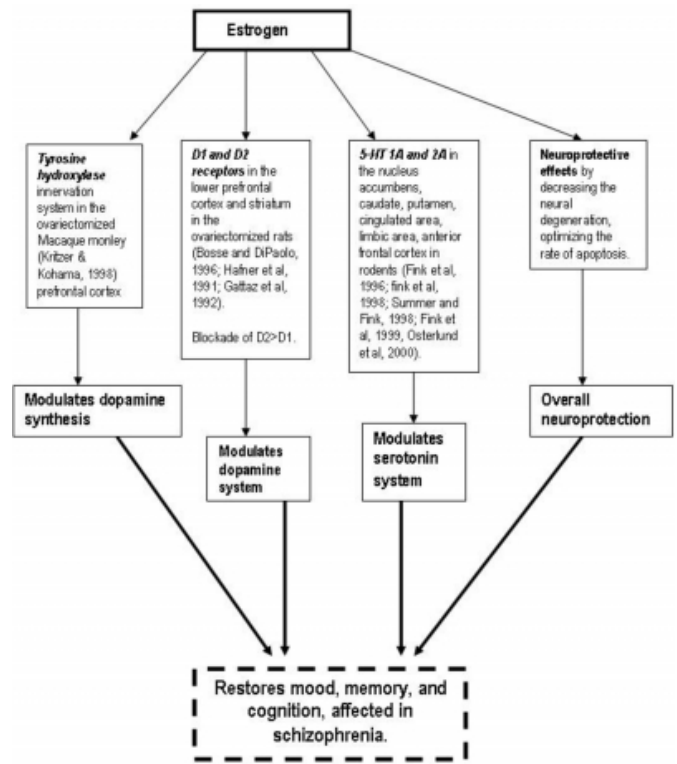 Estrogen
Tyrosine
hydroxylase
innervation
system in the
ovariectomized
Macaque monley
(Kritzer &
Kohama, 1998)
prefrontal cortex
D1 and D2
receptors in the
lower prefrontal
cortex and striatum
in the
ovariectomized rats
(Bosse and DiPaolo,
1996; Hafner et al,
1991; Gattaz et al,
1992).
Blockade of D2>D1.
5-HT 1A and 2A in
the nucleus
accumbens,
caudate, putamen,
cingulated area,
limbic area, anterior
frontal cortex in
rodents (Fink et al,
1996; fink et al,
1998; Summer and
Fink, 1998; Fink et
al, 1999, Osterlund
et al, 2000).
Neuroprotective
effects by
decreasing the
neural
degeneration,
optimizing the
rate of apoptosis.
Modulates dopamine
synthesis
Modulates
dopamine
system
Modulates
serotonin
system
Overall
neuroprotection
Restores mood, memory, and
cognition, affected in
schizophrenia.